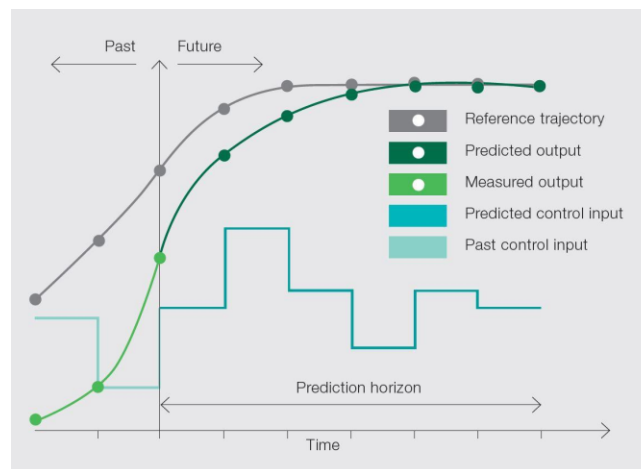 Past
Future
Reference trajectory
Predicted output
Measured output
Predicted control input
Past control input
Prediction horizon
Time